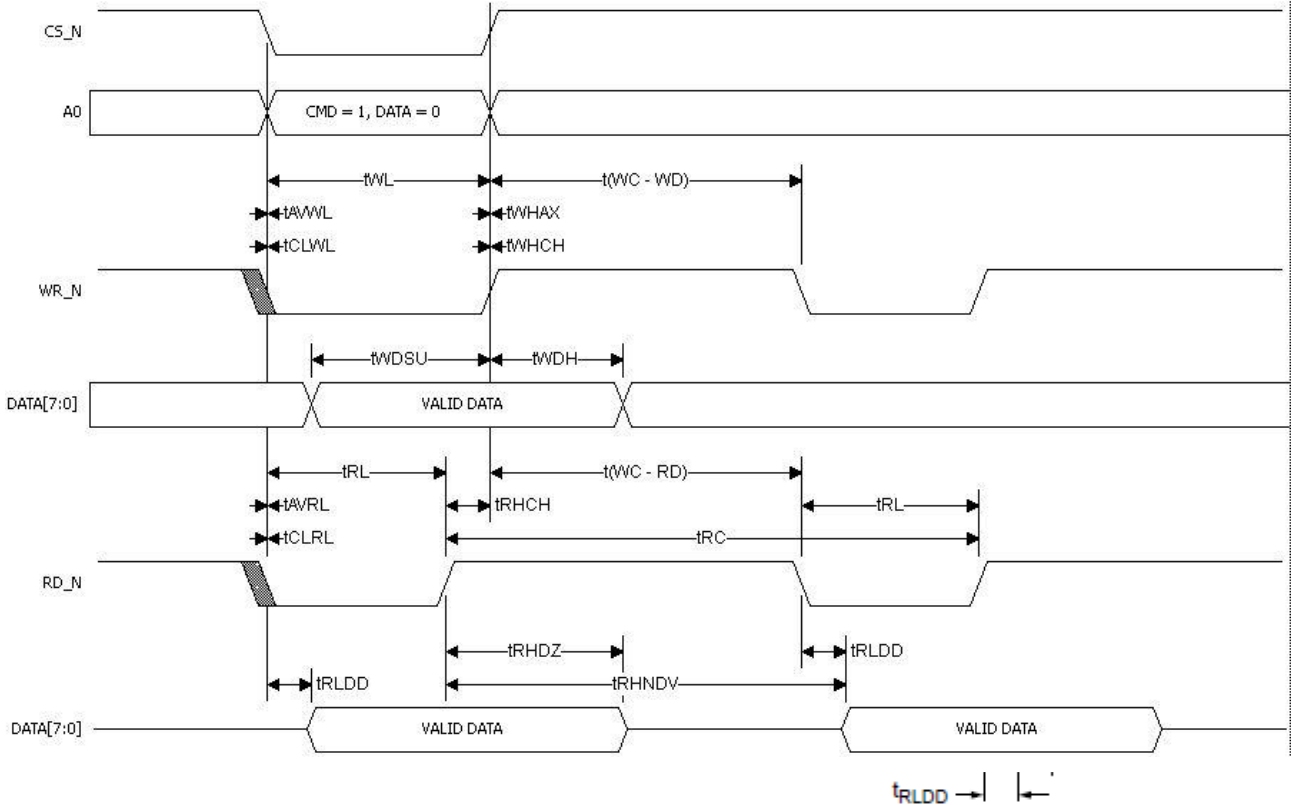 CS_N
A0
CMD = 1, DATA = 0
tWL
t(WC - WD)
tAVWL
tWHAX
tCLWL
tWHCH
WR_N
tWDSU
tWDH
DATA[7:0]
VALID DATA
tRL
t(WC - RD)
tAVRL
tRHCH
tRL
tCLRL
tRC
RD_N
tRHDZ
tRLDD
tRLDD
tRHNDV
DATA[7:0]
VALID DATA
VALID DATA
tRLDD